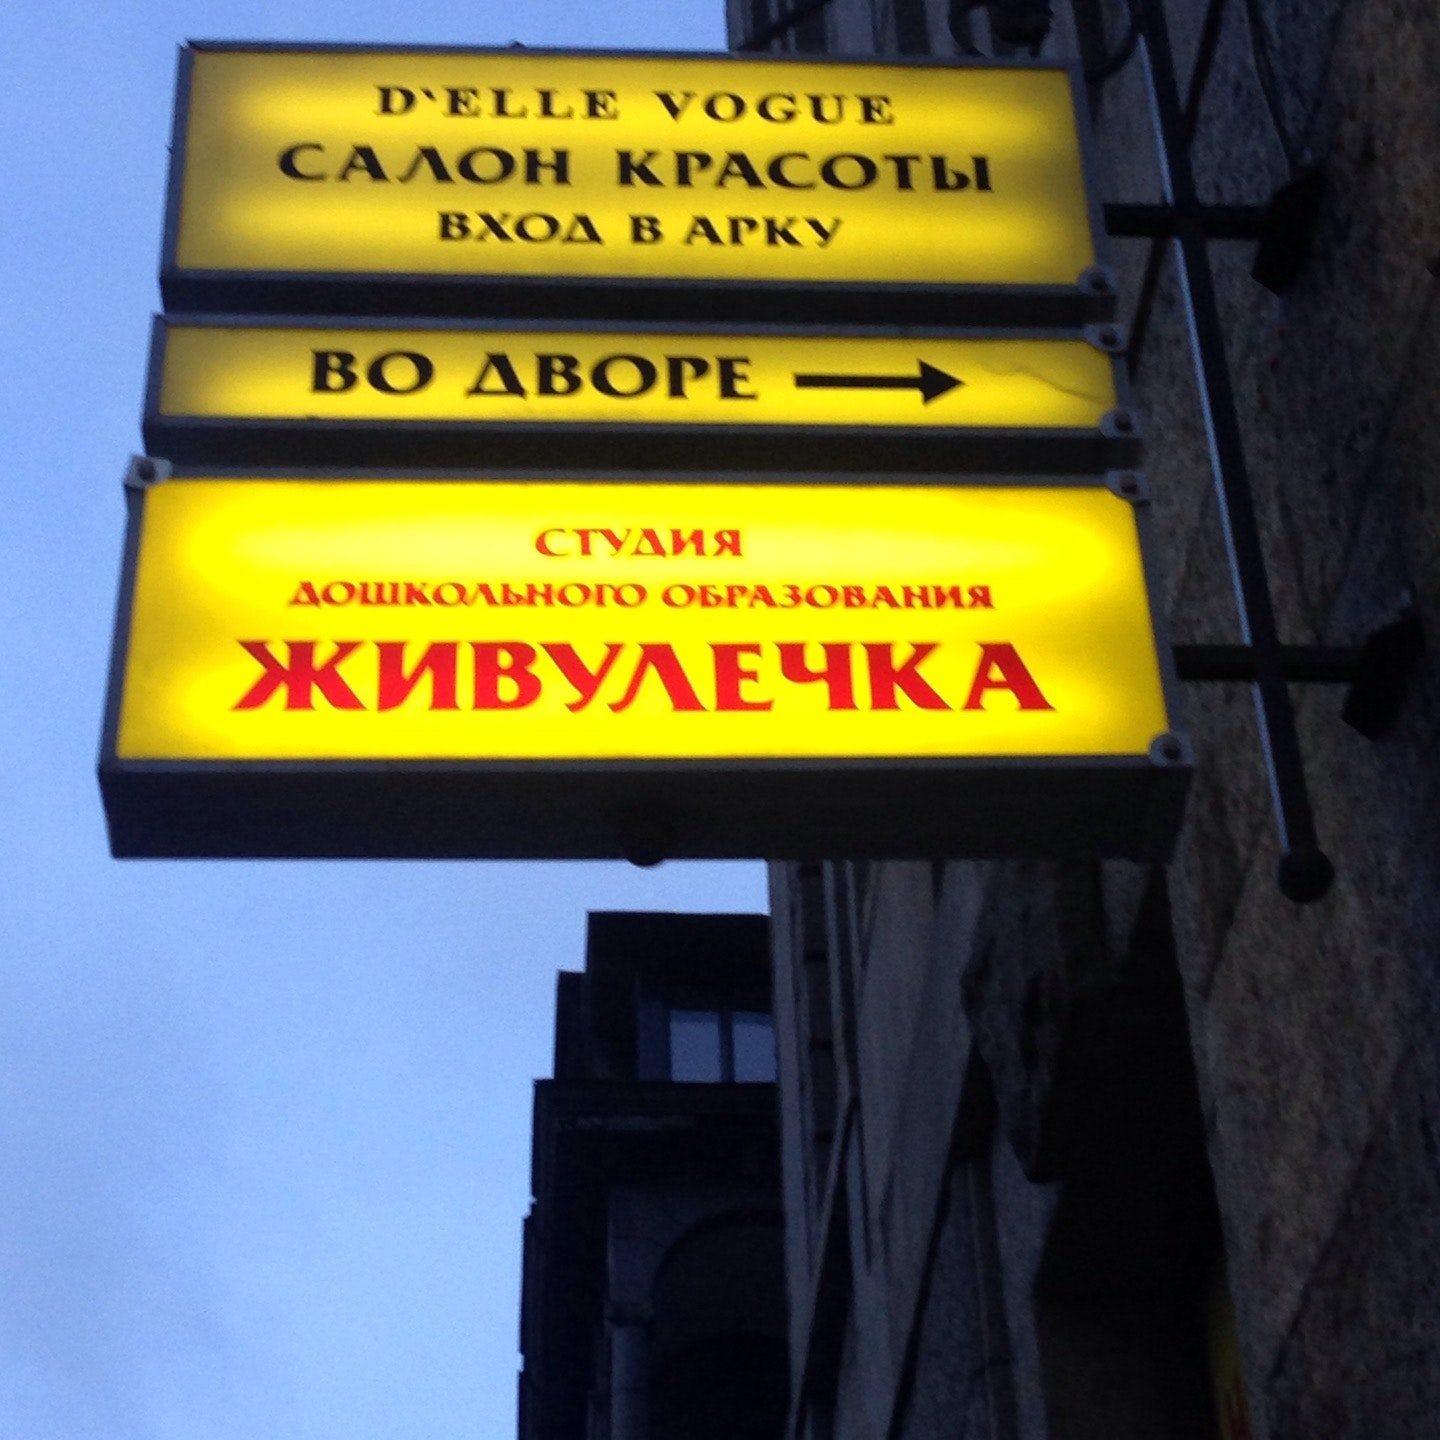 D'ELLE VOGUE
САЛОН КРАСОТЫ
ВХОД В АРКУ
ВО ДВОРЕ →
СТУДИЯ
ДОШКОЛЬНОГО ОБРАЗОВАНИЯ
ЖИВУЛЕЧКА